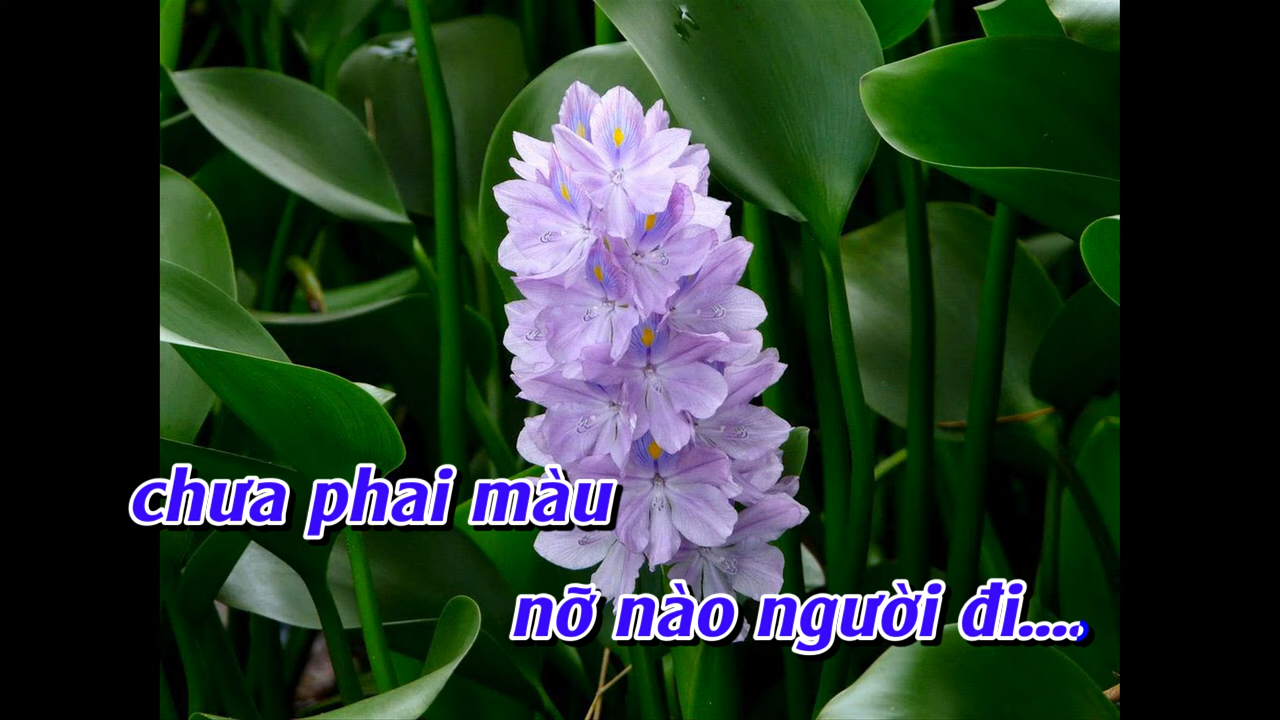 chưa phai màu
nỡ nào người đi....